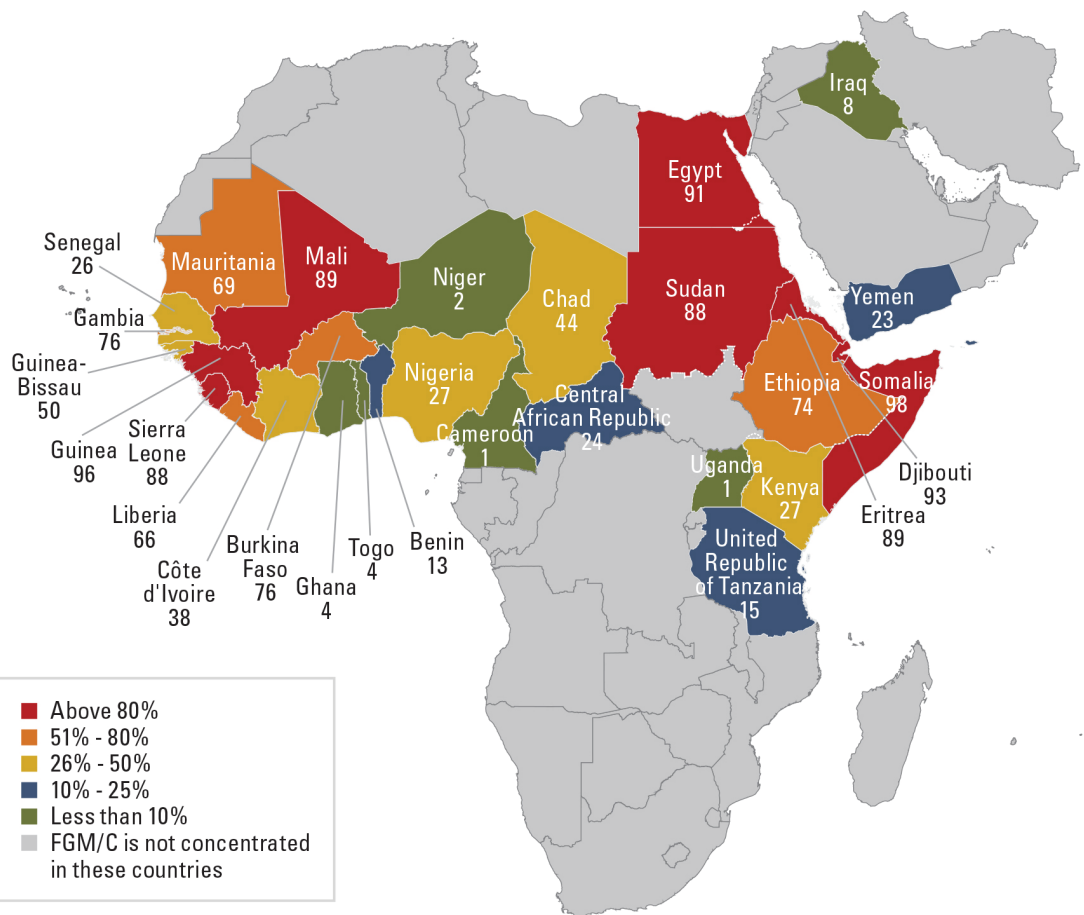 Iraq
8
Egypt
91
Senegal
26
Mauritania
69
Mali
89
Niger
2
Chad
44
Sudan
88
Yemen
23
Gambia
76
Guinea-
Bissau
50
Nigeria
27
Ethiopia
74
Somalia
98
Central
African Republic
24
Cameroon
1
Guinea
96
Sierra
Leone
88
Uganda
1
Kenya
27
Djibouti
93
Eritrea
89
Liberia
66
Côte
d'Ivoire
38
Burkina
Faso
76
Ghana
4
Togo
4
Benin
13
United
Republic
of Tanzania
15
Above 80%
51% - 80%
26% - 50%
10% - 25%
Less than 10%
FGM/C is not concentrated
in these countries